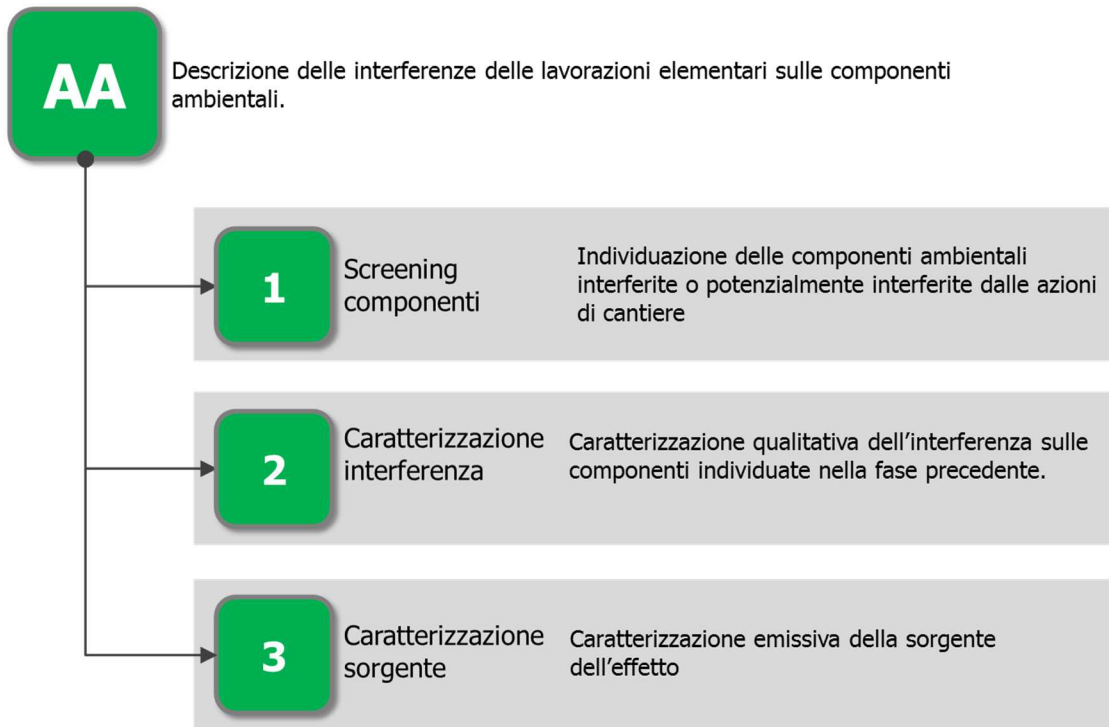 AA
Descrizione delle interferenze delle lavorazioni elementari sulle componenti
ambientali.
1
Screening
componenti
Individuazione delle componenti ambientali
interferite o potenzialmente interferite dalle azioni
di cantiere
2
Caratterizzazione
interferenza
Caratterizzazione qualitativa dell’interferenza sulle
componenti individuate nella fase precedente.
3
Caratterizzazione
sorgente
Caratterizzazione emissiva della sorgente
dell’effetto